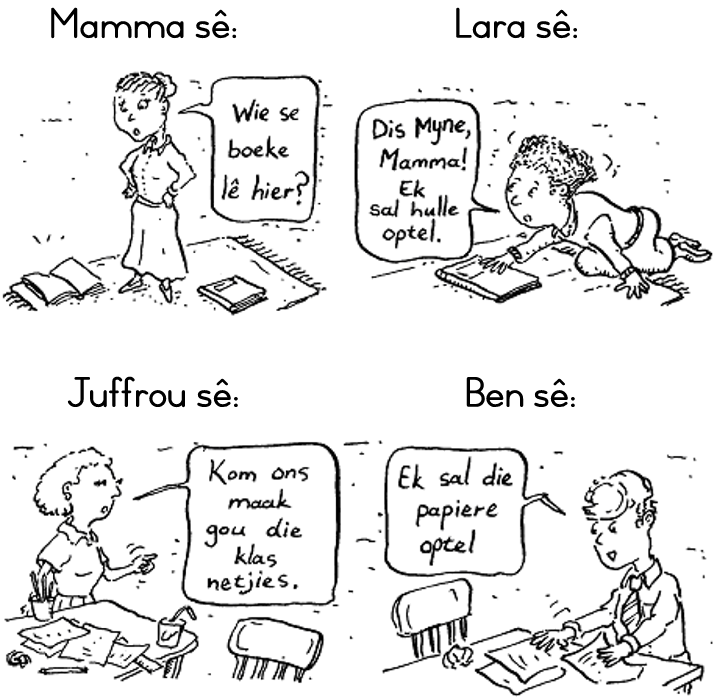 Mamma sê:
Wie se
boeke
lê hier?
Lara sê:
Dis Myne,
Mamma!
Ek
sal hulle
optel.
Juffrou sê:
Kom ons
maak
gou die
klas
netjies.
Ben sê:
Ek sal die
papiere
optel